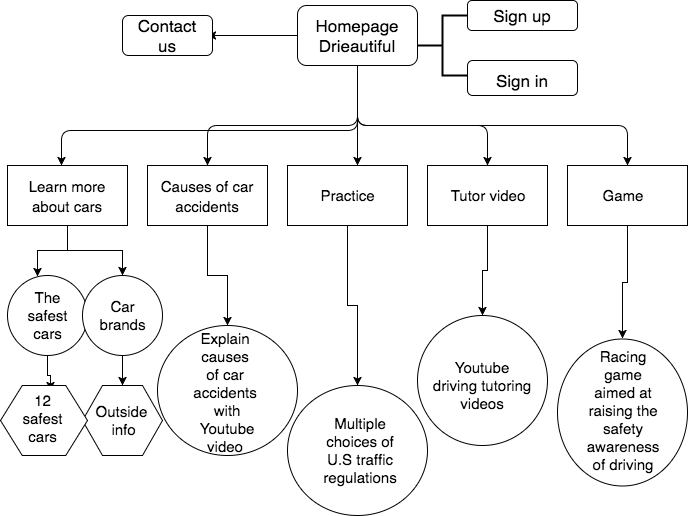 Contact
us
Homepage
Drieautiful
Sign up
Sign in
Learn more
about cars
Causes of car
accidents
Practice
Tutor video
Game
The
safest
cars
Car
brands
12
safest
cars
Outside
info
Explain
causes
of car
accidents
with
Youtube
video
Multiple
choices of
U.S traffic
regulations
Youtube
driving tutoring
videos
Racing
game
aimed at
raising the
safety
awareness
of driving